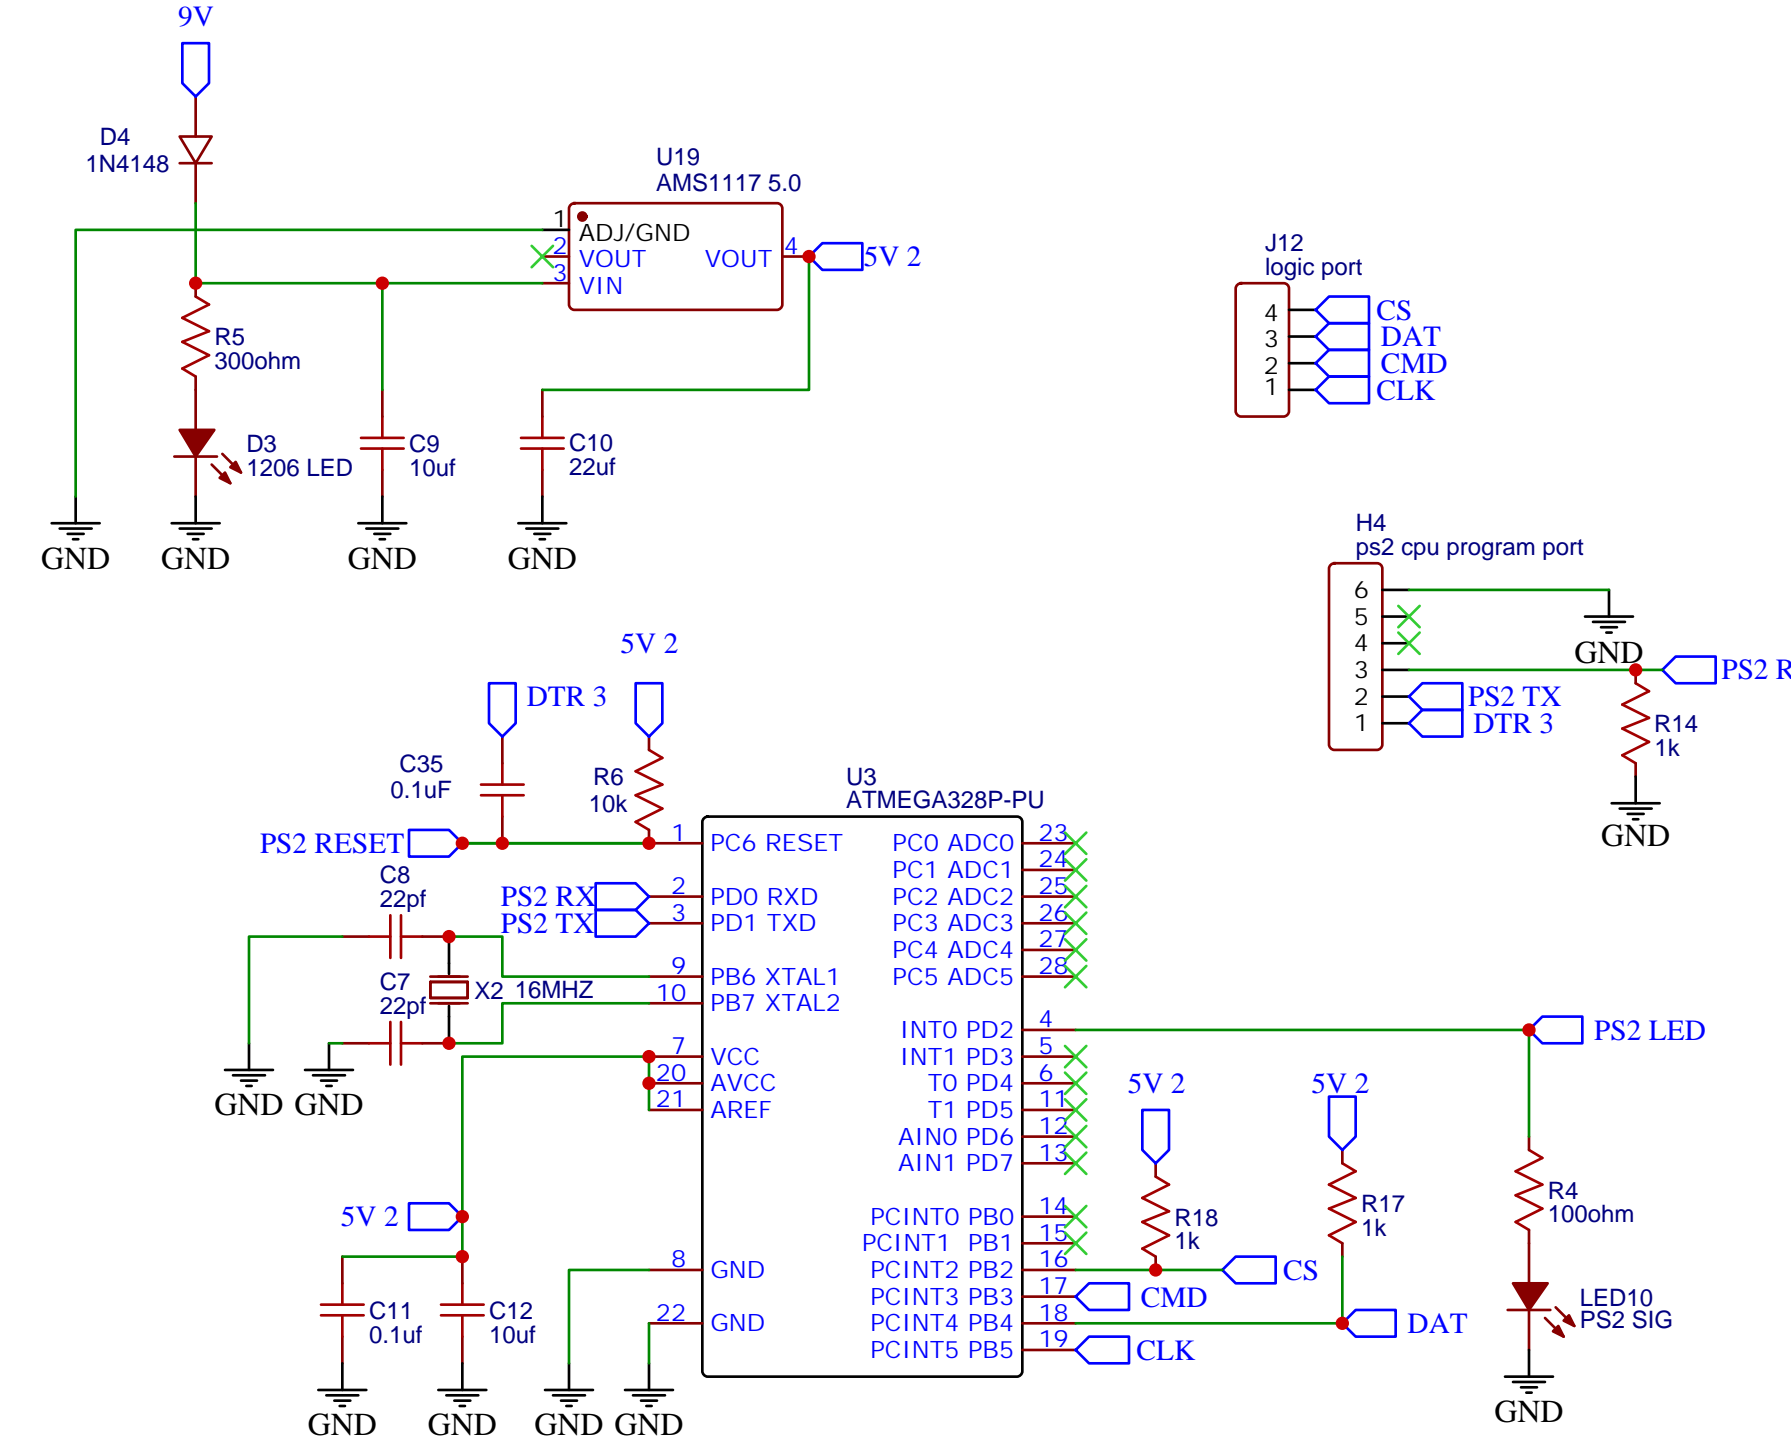 9V
D4
1N4148
U19
AMS1117 5.0
1
ADJ/GND
2
VOUT
VOUT
4
5V 2
3
VIN
R5
300ohm
D3
1206 LED
C9
10uf
C10
22uf
GND
GND
GND
GND
J12
logic port
4
CS
3
DAT
2
CMD
1
CLK
H4
ps2 cpu program port
6
5
4
GND
3
PS2 R
2
PS2 TX
1
DTR 3
R14
1k
GND
5V 2
DTR 3
C35
0.1uF
R6
10k
PS2 RESET
U3
ATMEGA328P-PU
1
PC6 RESET
PC0 ADC0
23
PC1 ADC1
24
C8
22pf
PS2 RX
2
PD0 RXD
PC2 ADC2
25
PS2 TX
3
PD1 TXD
PC3 ADC3
26
PC4 ADC4
27
9
PB6 XTAL1
PC5 ADC5
28
C7
22pf
X2
16MHZ
10
PB7 XTAL2
INT0 PD2
4
PS2 LED
7
VCC
INT1 PD3
5
20
AVCC
T0 PD4
6
21
AREF
T1 PD5
11
AIN0 PD6
12
AIN1 PD7
13
GND
GND
5V 2
5V 2
R18
1k
R17
1k
R4
100ohm
5V 2
PCINT0 PB0
14
PCINT1 PB1
15
8
GND
PCINT2 PB2
16
CS
PCINT3 PB3
17
CMD
22
GND
PCINT4 PB4
18
DAT
PCINT5 PB5
19
CLK
C11
0.1uf
C12
10uf
LED10
PS2 SIG
GND
GND
GND
GND
GND